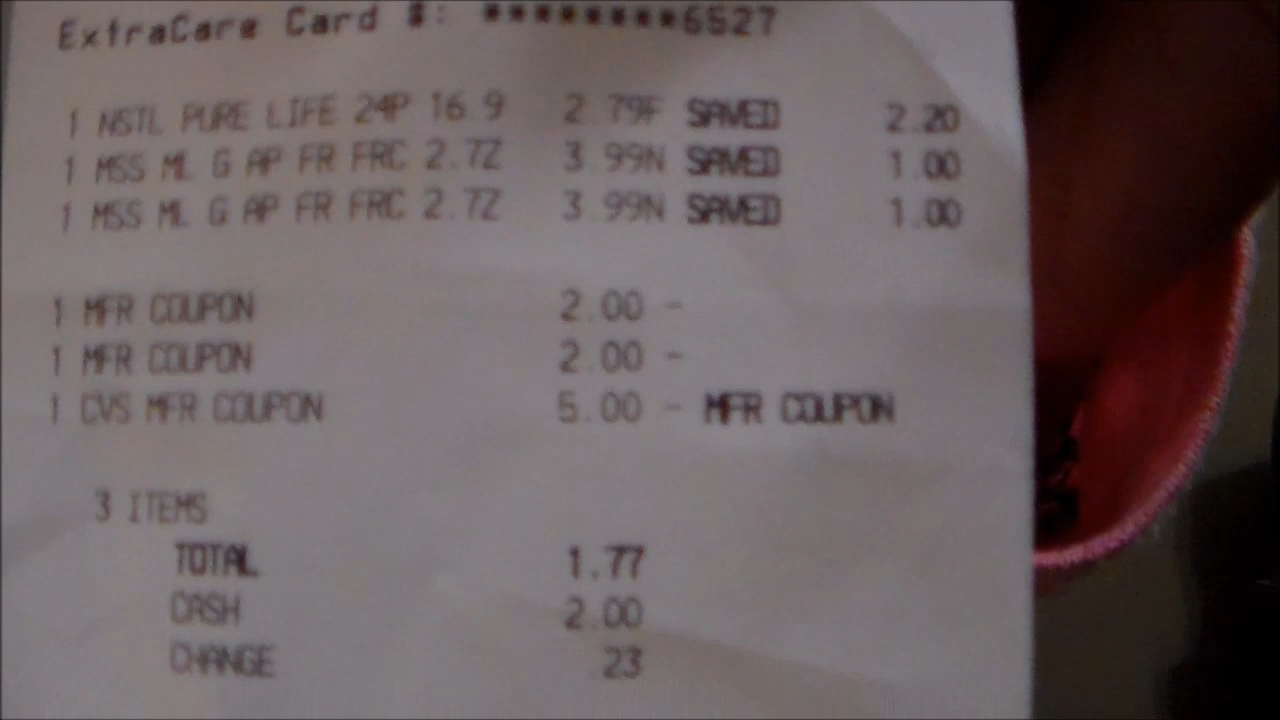 ExtraCare Card #: ********6527
1 NSTL PURE LIFE 24P 16.9 2.79F SAVED 2.20
1 MSS ML G AP FR FRC 2.7Z 3.99N SAVED 1.00
1 MSS ML G AP FR FRC 2.7Z 3.99N SAVED 1.00
1 MFR COUPON 2.00 -
1 MFR COUPON 2.00 -
1 CVS MFR COUPON 5.00 - MFR COUPON
3 ITEMS
TOTAL 1.77
CASH 2.00
CHANGE .23